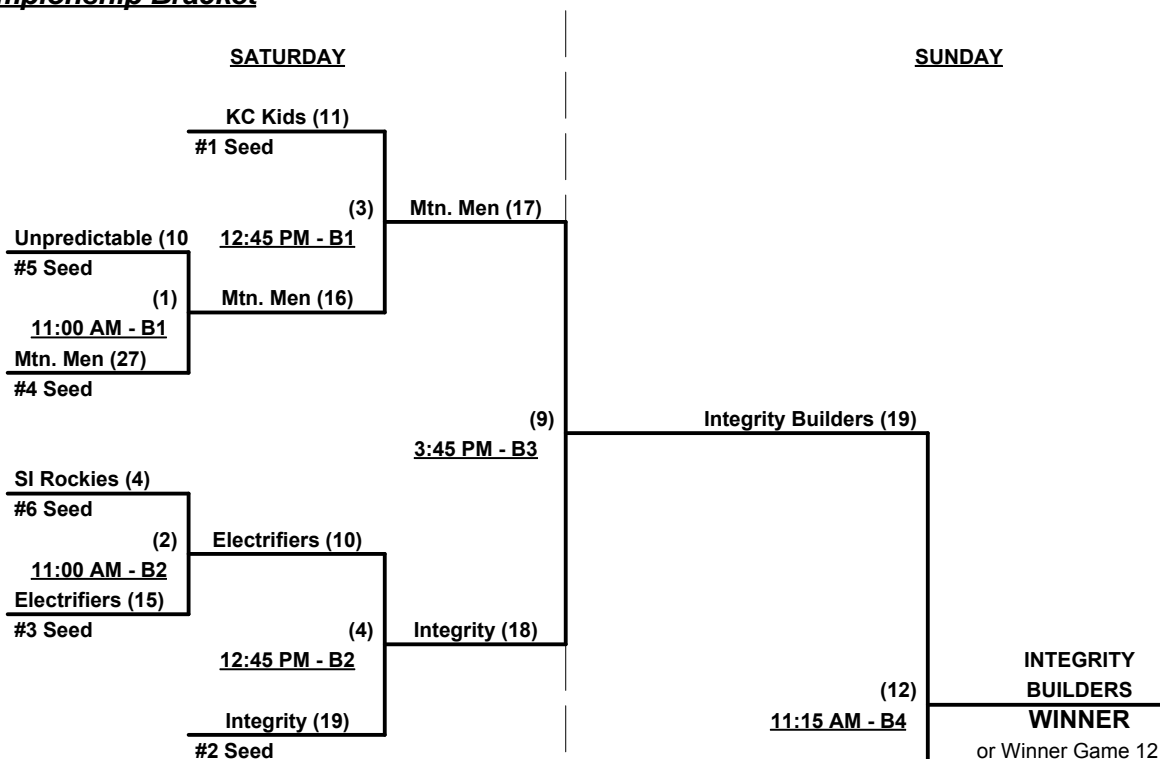 SATURDAY
SUNDAY
KC Kids (11)
#1 Seed
(3)
Mtn. Men (17)
Unpredictable (10
12:45 PM - B1
#5 Seed
(1)
Mtn. Men (16)
11:00 AM - B1
Mtn. Men (27)
#4 Seed
(9)
Integrity Builders (19)
3:45 PM - B3
SI Rockies (4)
#6 Seed
(2)
Electrifiers (10)
11:00 AM - B2
Electrifiers (15)
#3 Seed
(4)
Integrity (18)
12:45 PM - B2
INTEGRITY
(12)
BUILDERS
Integrity (19)
11:15 AM - B4
WINNER
#2 Seed
or Winner Game 12